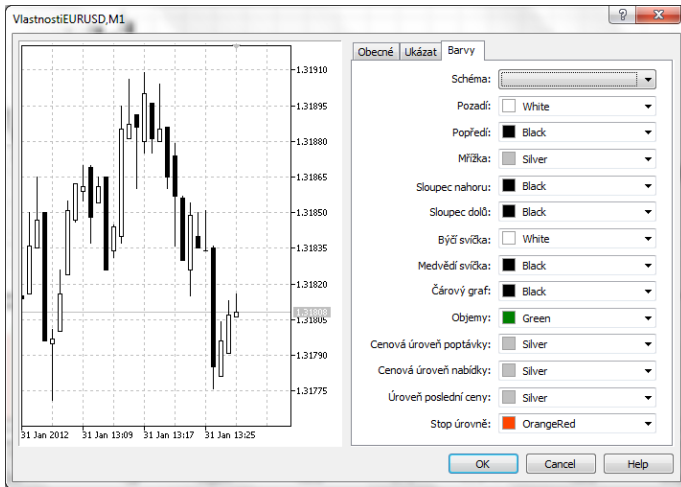 VlastnostiEURUSD,M1
Obecné Ukázat Barvy
Schéma:
Pozadí: White
Popředí: Black
Mřížka: Silver
Sloupec nahoru: Black
Sloupec dolů: Black
Býčí svíčka: White
Medvědí svíčka: Black
Čárový graf: Black
Objemy: Green
Cenová úroveň poptávky: Silver
Cenová úroveň nabídky: Silver
Úroveň poslední ceny: Silver
Stop úrovně: OrangeRed
1.31910
1.31895
1.31880
1.31865
1.31850
1.31835
1.31820
1.31808
1.31805
1.31790
1.31775
31 Jan 2012 31 Jan 13:09 31 Jan 13:17 31 Jan 13:25
OK Cancel Help